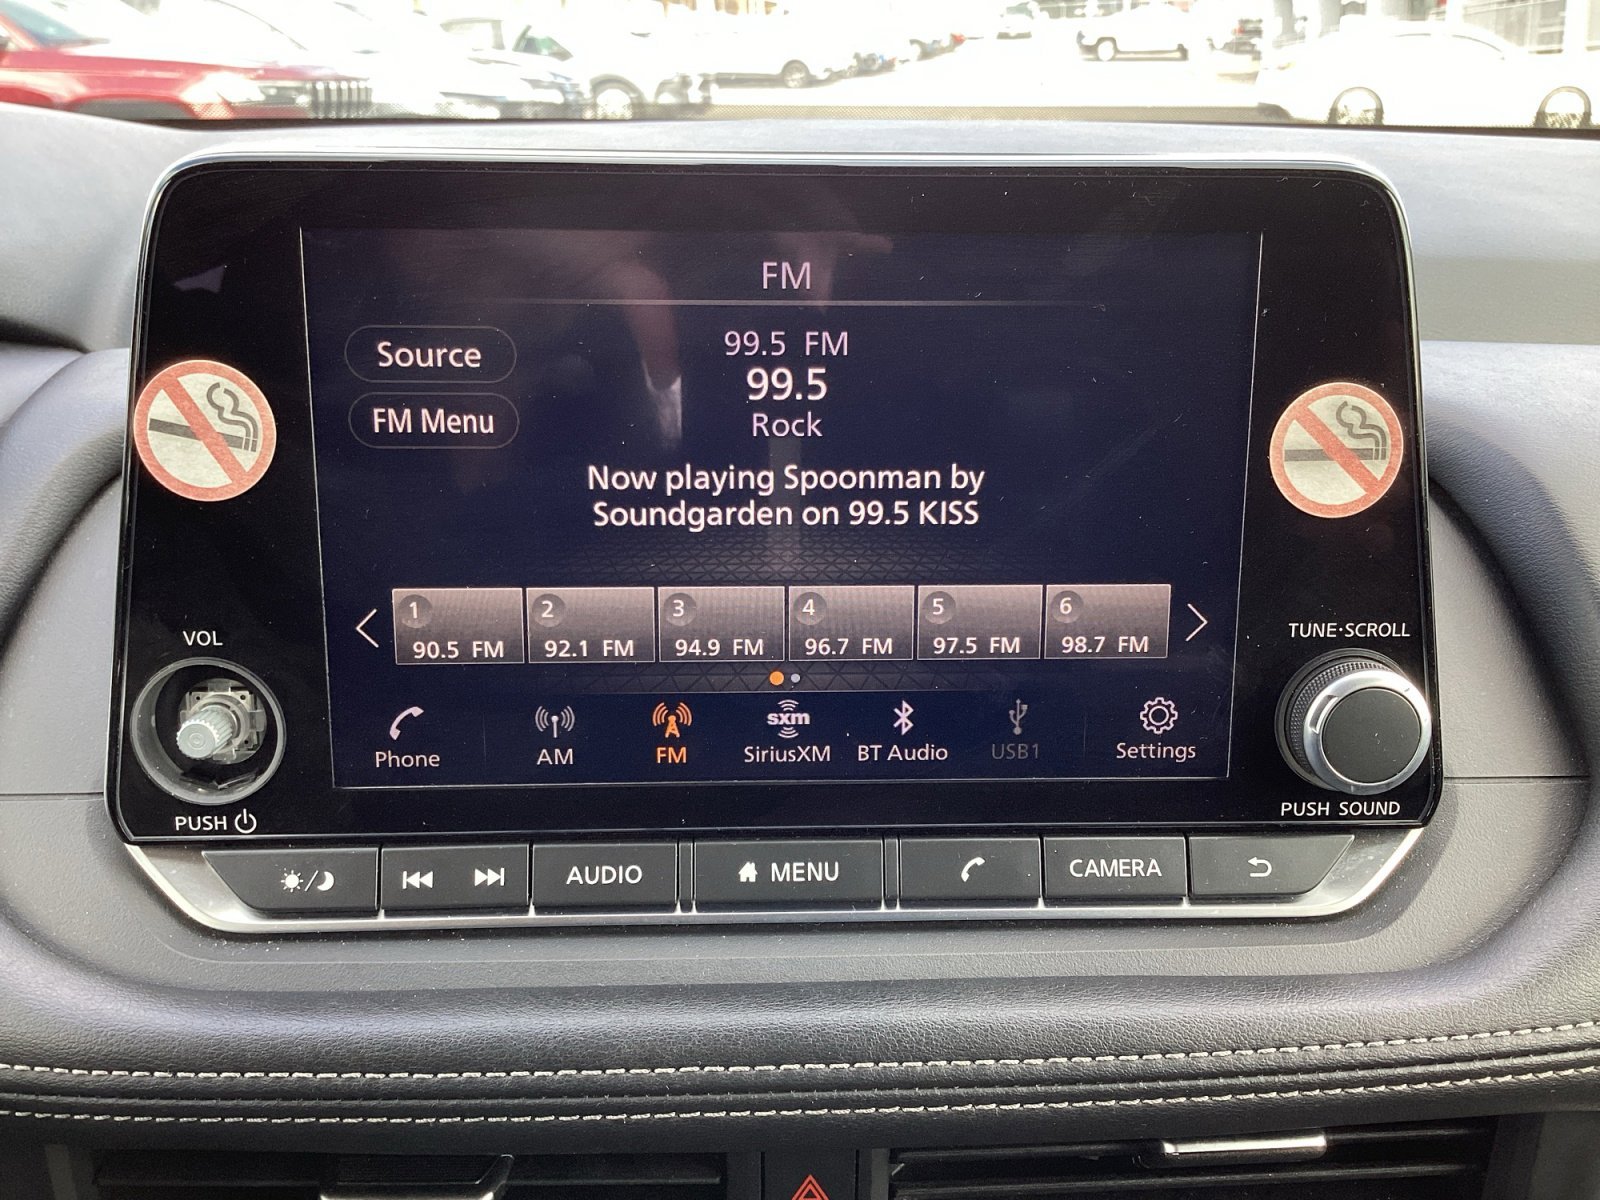 FM
Source
FM Menu
99.5 FM
99.5
Rock
Now playing Spoonman by
Soundgarden on 99.5 KISS
1
90.5 FM
2
92.1 FM
3
94.9 FM
4
96.7 FM
5
97.5 FM
6
98.7 FM
VOL
PUSH
TUNE·SCROLL
PUSH SOUND
Phone
AM
FM
sxm
SiriusXM
BT Audio
USB1
Settings
AUDIO
MENU
CAMERA